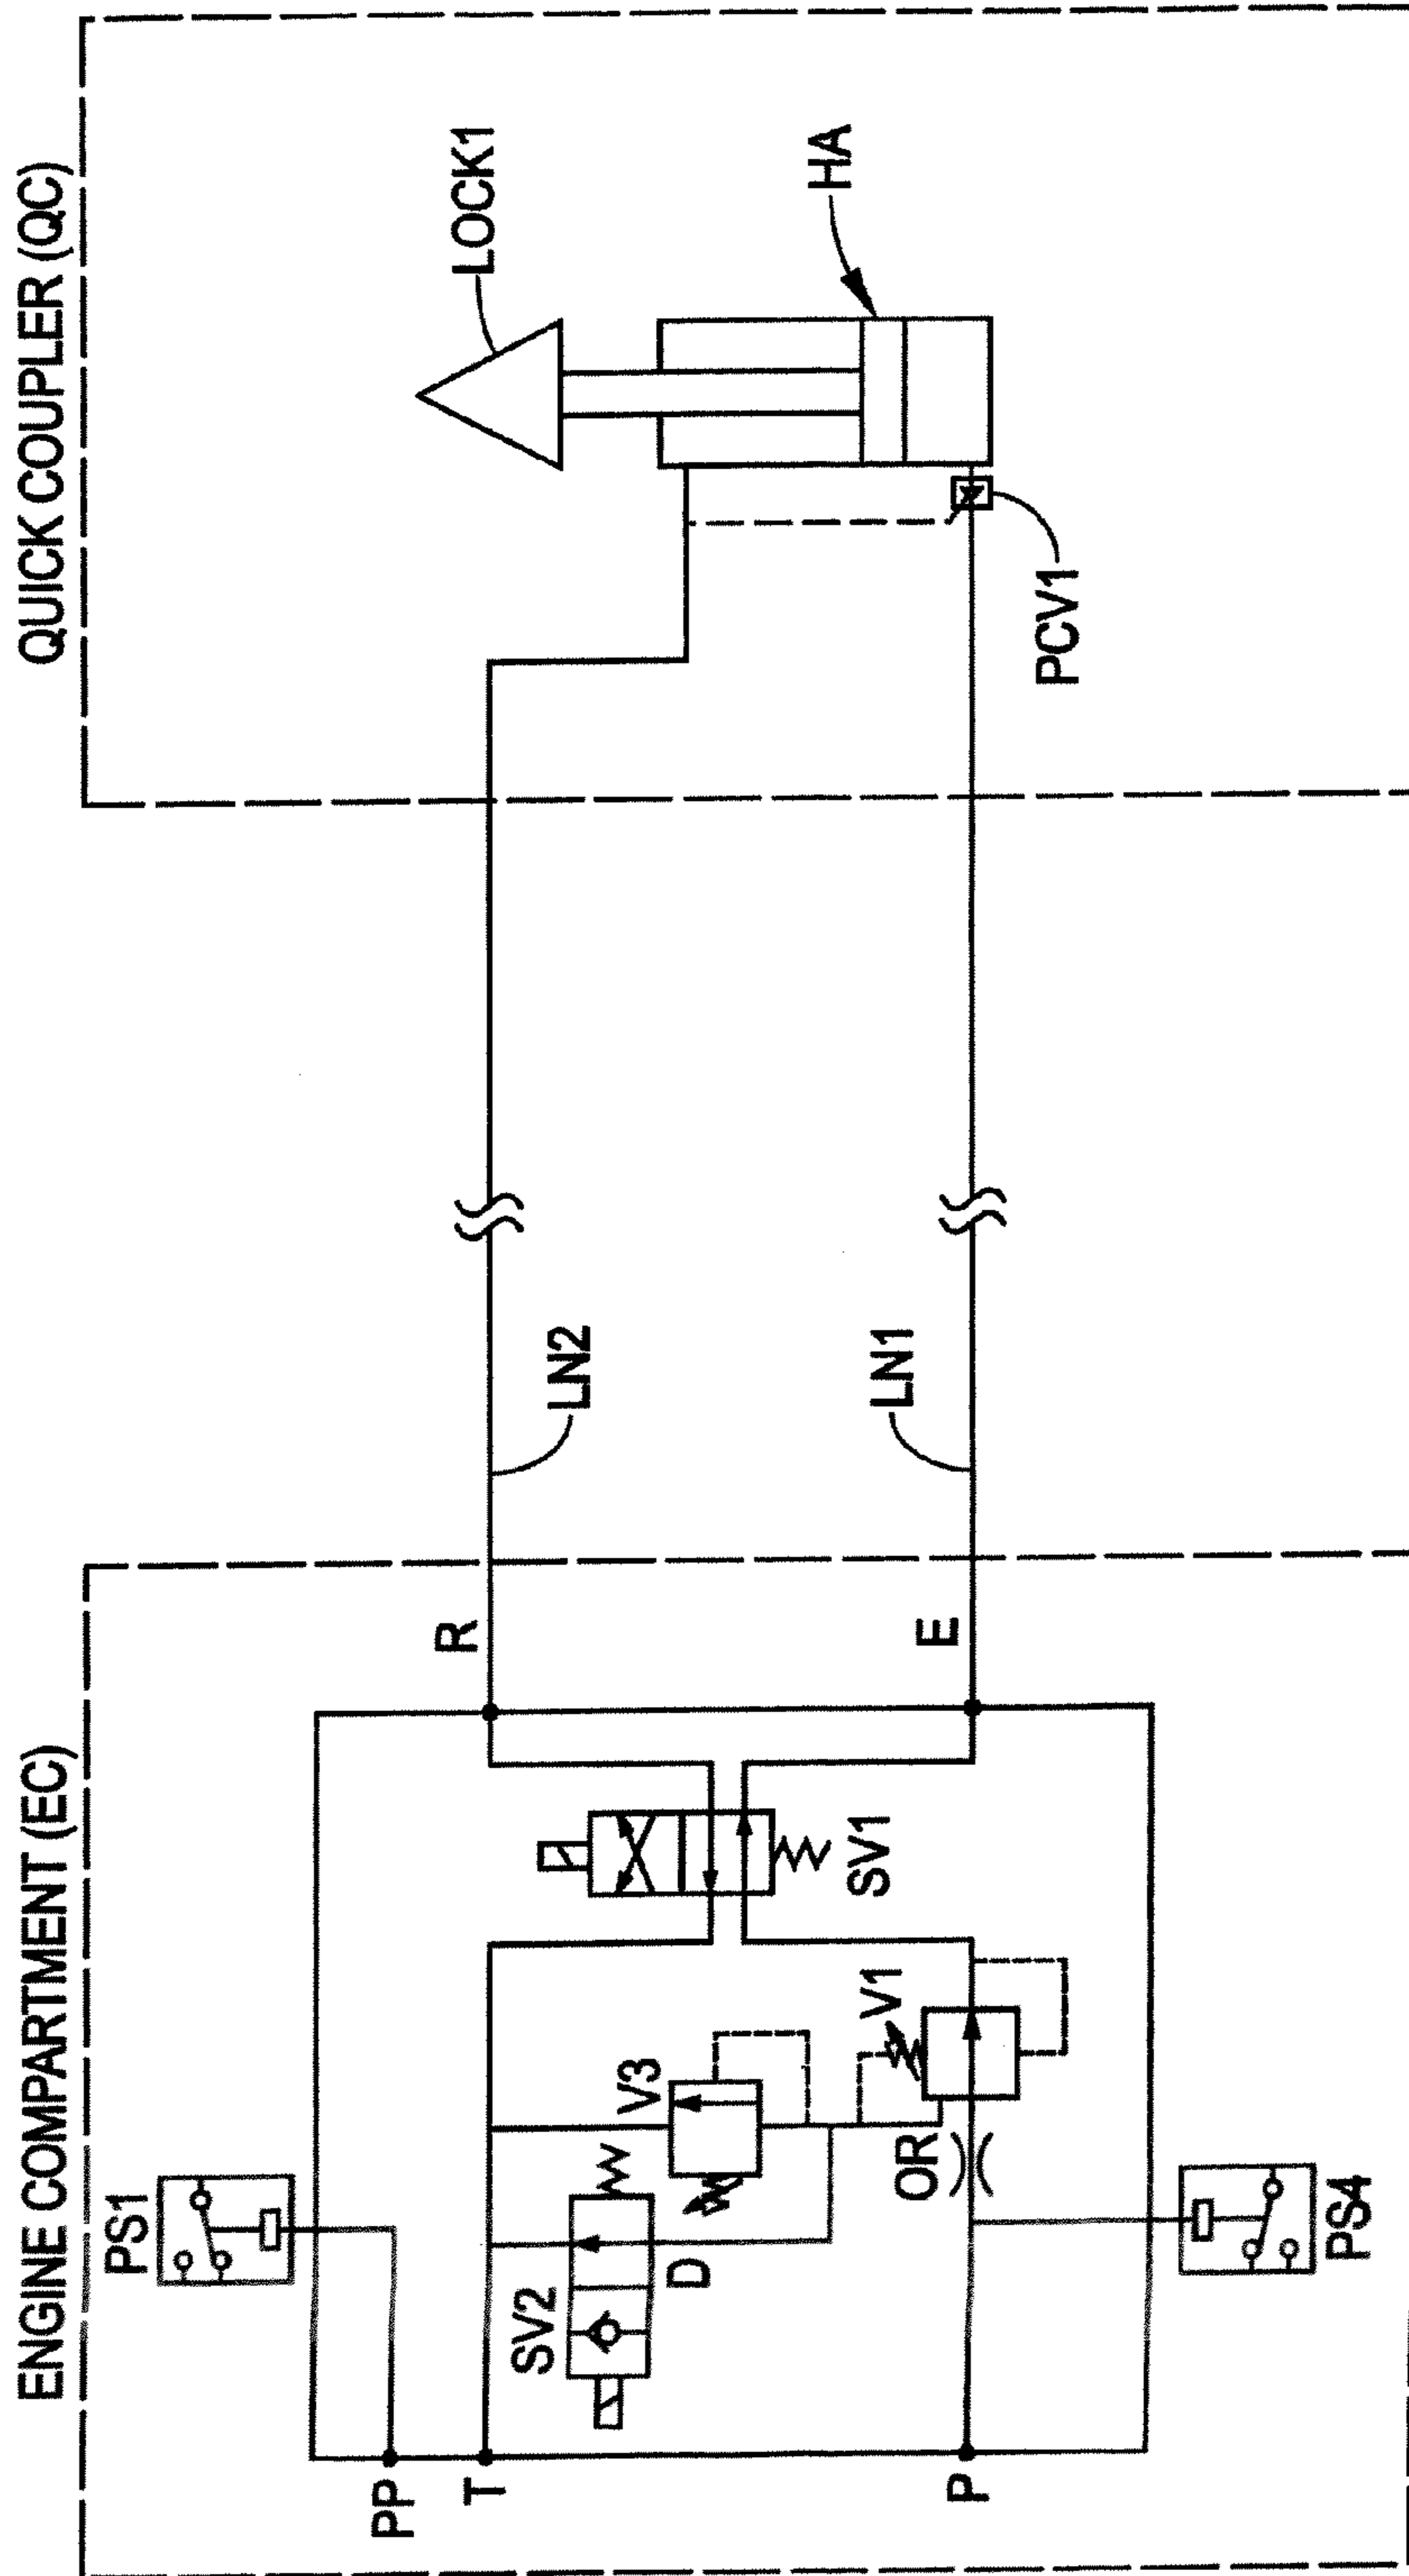 ENGINE COMPARTMENT (EC)
QUICK COUPLER (QC)
PS1
LOCK1
PP
T
R
SV2
V3
LN2
HA
D
V1
SV1
OR
LN1
E
P
PCV1
PS4